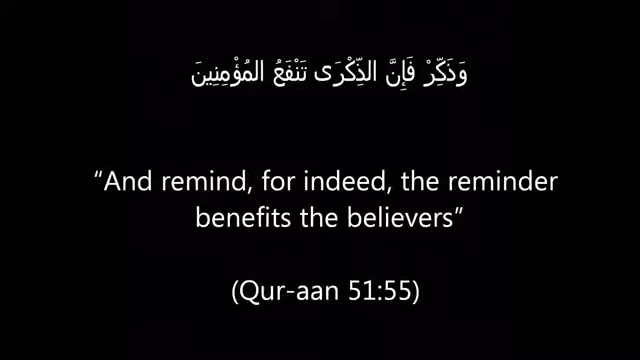 وَذَكِّرْ فَإِنَّ الذِّكْرَى تَنْفَعُ المُؤْمِنِينَ
“And remind, for indeed, the reminder
benefits the believers”
(Qur-aan 51:55)